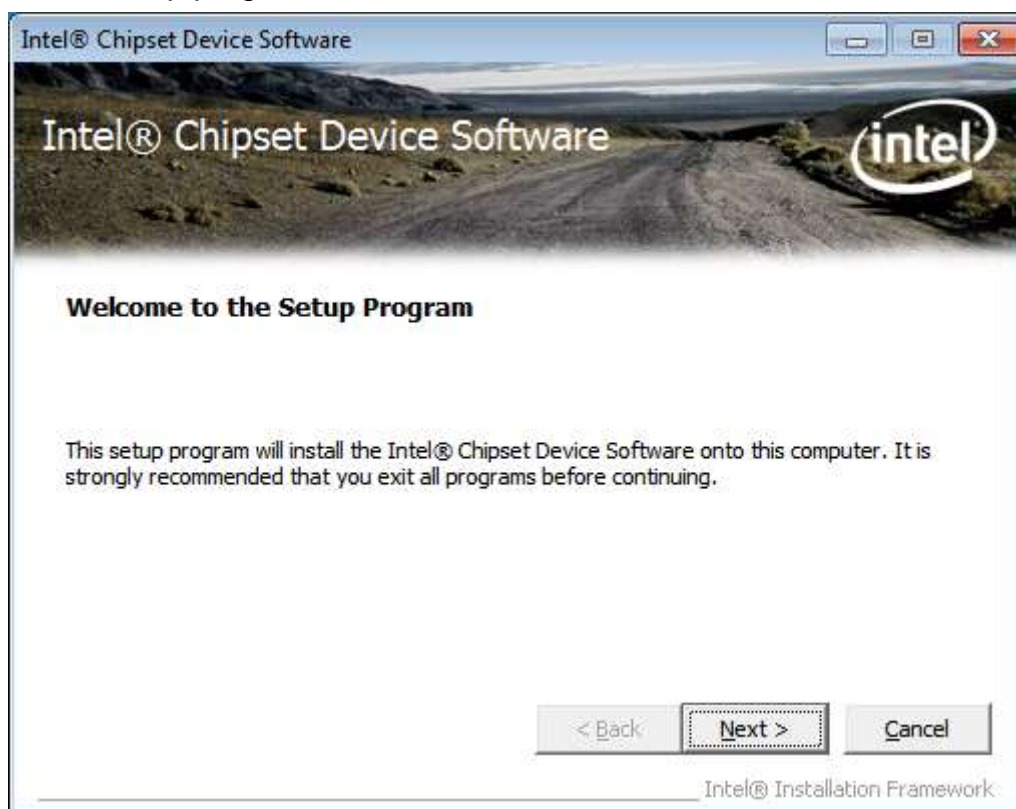 Intel® Chipset Device Software
Intel® Chipset Device Software
intel
Welcome to the Setup Program
This setup program will install the Intel® Chipset Device Software onto this computer. It is
strongly recommended that you exit all programs before continuing.
< Back Next > Cancel
Intel® Installation Framework